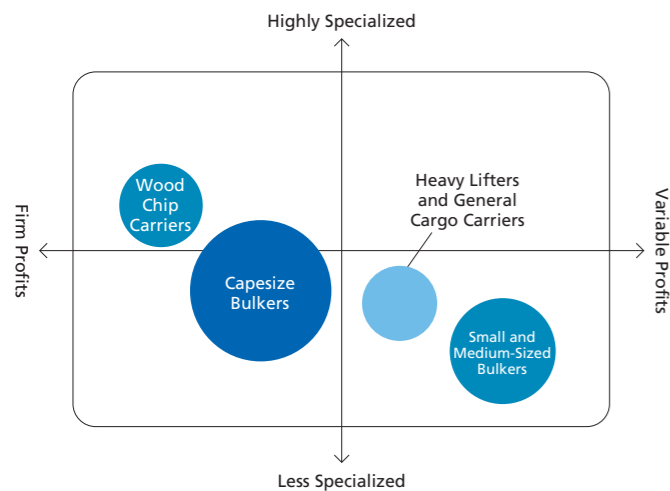 Highly Specialized
Wood
Chip
Carriers
Heavy Lifters
and General
Cargo Carriers
Firm Profits
Variable Profits
Capesize
Bulkers
Small and
Medium-Sized
Bulkers
Less Specialized